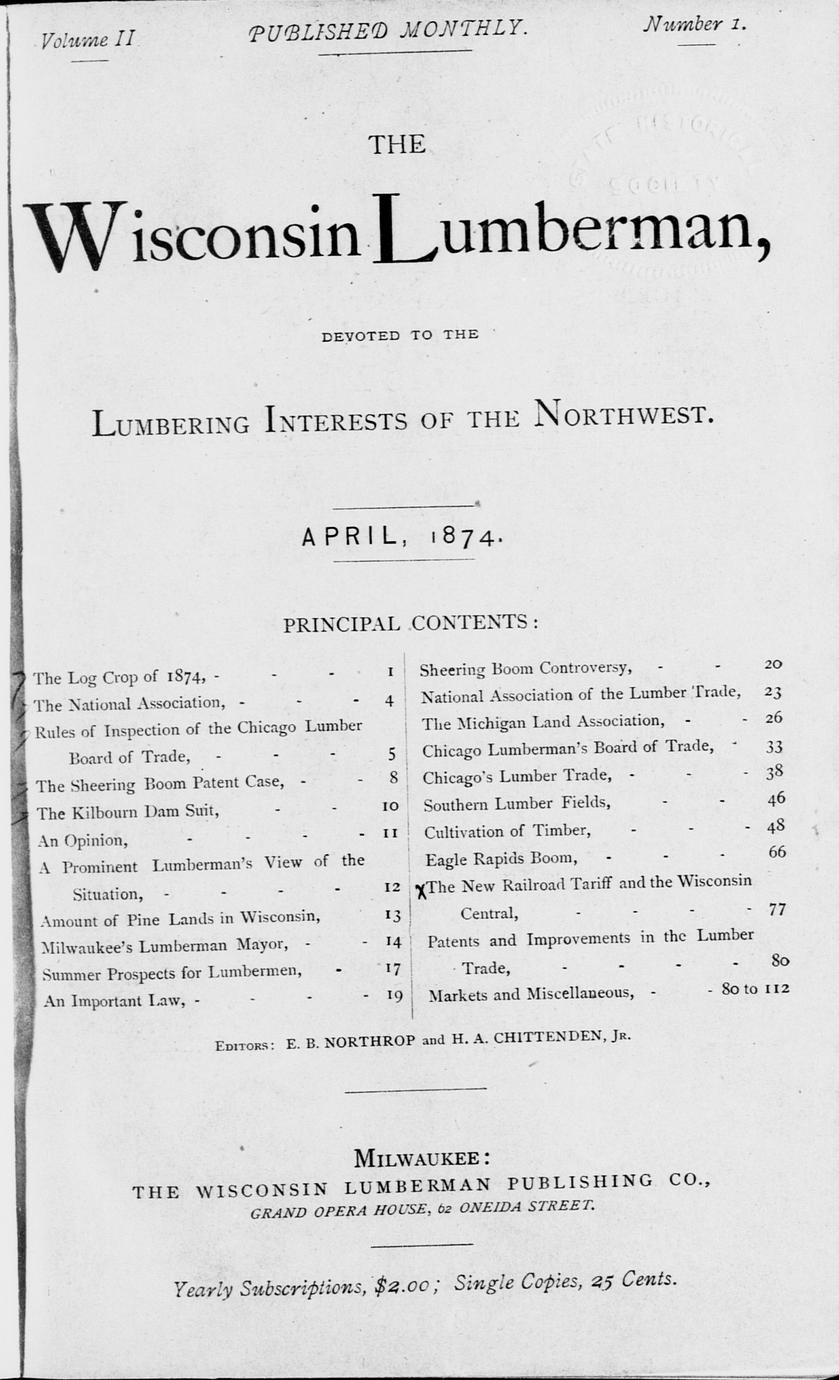 Volume II
PUBLISHED MONTHLY.
Number 1.
THE
Wisconsin Lumberman,
DEVOTED TO THE
LUMBERING INTERESTS OF THE NORTHWEST.
APRIL, 1874.
PRINCIPAL CONTENTS:
The Log Crop of 1874, - - - 1
The National Association, - - - 4
Rules of Inspection of the Chicago Lumber
Board of Trade, - - - 5
The Sheering Boom Patent Case, - - 8
The Kilbourn Dam Suit, - - 10
An Opinion, - - - - 11
A Prominent Lumberman's View of the
Situation, - - - - 12
Amount of Pine Lands in Wisconsin, 13
Milwaukee's Lumberman Mayor, - - 14
Summer Prospects for Lumbermen, - 17
An Important Law, - - - - 19
Sheering Boom Controversy, - - 20
National Association of the Lumber Trade, 23
The Michigan Land Association, - - 26
Chicago Lumberman's Board of Trade, - 33
Chicago's Lumber Trade, - - - 38
Southern Lumber Fields, - - 46
Cultivation of Timber, - - - 48
Eagle Rapids Boom, - - - 66
The New Railroad Tariff and the Wisconsin
Central, - - - - 77
Patents and Improvements in the Lumber
Trade, - - - - 80
Markets and Miscellaneous, - - 80 to 112
EDITORS: E. B. NORTHROP and H. A. CHITTENDEN, JR.
MILWAUKEE:
THE WISCONSIN LUMBERMAN PUBLISHING CO.,
GRAND OPERA HOUSE, 62 ONEIDA STREET.
Yearly Subscriptions, $2.00; Single Copies, 25 Cents.